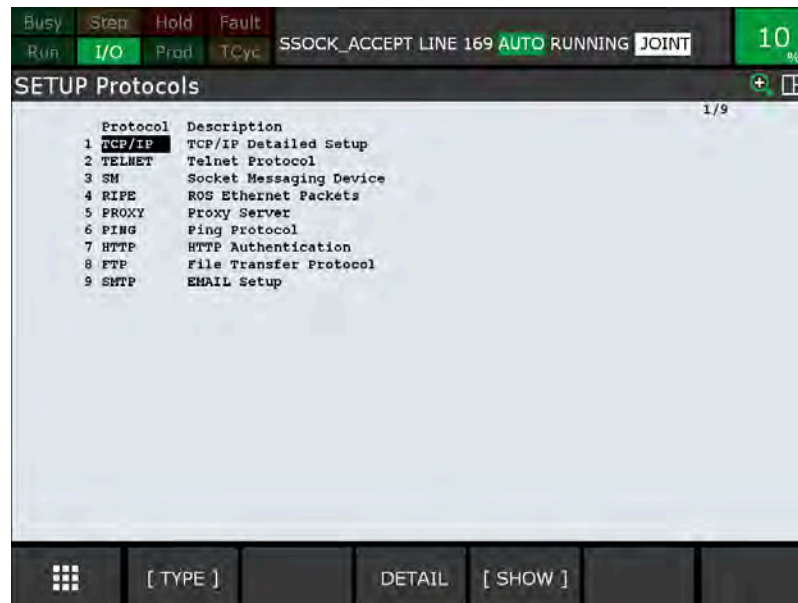 Busy Step Hold Fault
Run I/O Prod TCyc
SSOCK_ACCEPT LINE 169 AUTO RUNNING JOINT
10 %
SETUP Protocols
1/9
Protocol Description
1 TCP/IP TCP/IP Detailed Setup
2 TELNET Telnet Protocol
3 SM Socket Messaging Device
4 RIPE ROS Ethernet Packets
5 PROXY Proxy Server
6 PING Ping Protocol
7 HTTP HTTP Authentication
8 FTP File Transfer Protocol
9 SMTP EMAIL Setup
[ TYPE ] DETAIL [ SHOW ]